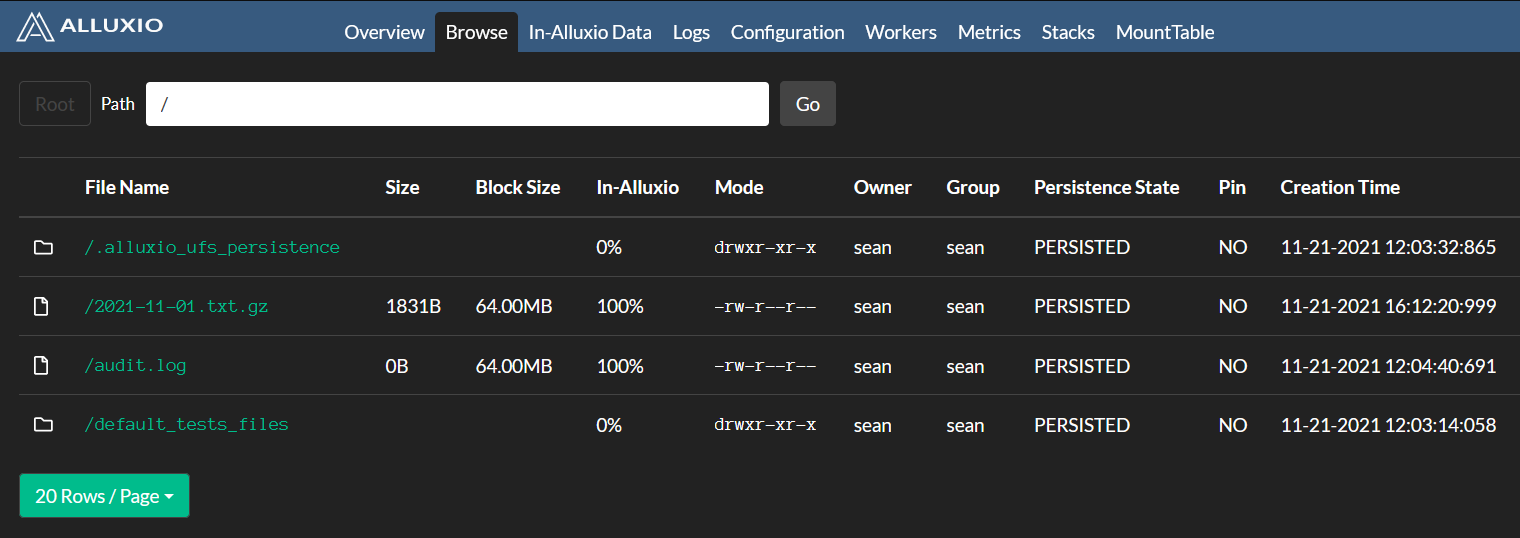 ALLUXIO Overview Browse In-Alluxio Data Logs Configuration Workers Metrics Stacks MountTable
Root Path / Go
File Name Size Block Size In-Alluxio Mode Owner Group Persistence State Pin Creation Time
/.alluxio_ufs_persistence 0% drwxr-xr-x sean sean PERSISTED NO 11-21-2021 12:03:32:865
/2021-11-01.txt.gz 1831B 64.00MB 100% -rw-r--r-- sean sean PERSISTED NO 11-21-2021 16:12:20:999
/audit.log 0B 64.00MB 100% -rw-r--r-- sean sean PERSISTED NO 11-21-2021 12:04:40:691
/default_tests_files 0% drwxr-xr-x sean sean PERSISTED NO 11-21-2021 12:03:14:058
20 Rows / Page